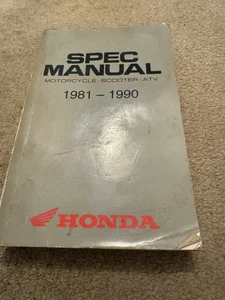 SPEC
MANUAL
MOTORCYCLE-SCOOTER-ATV
1981 – 1990
HONDA